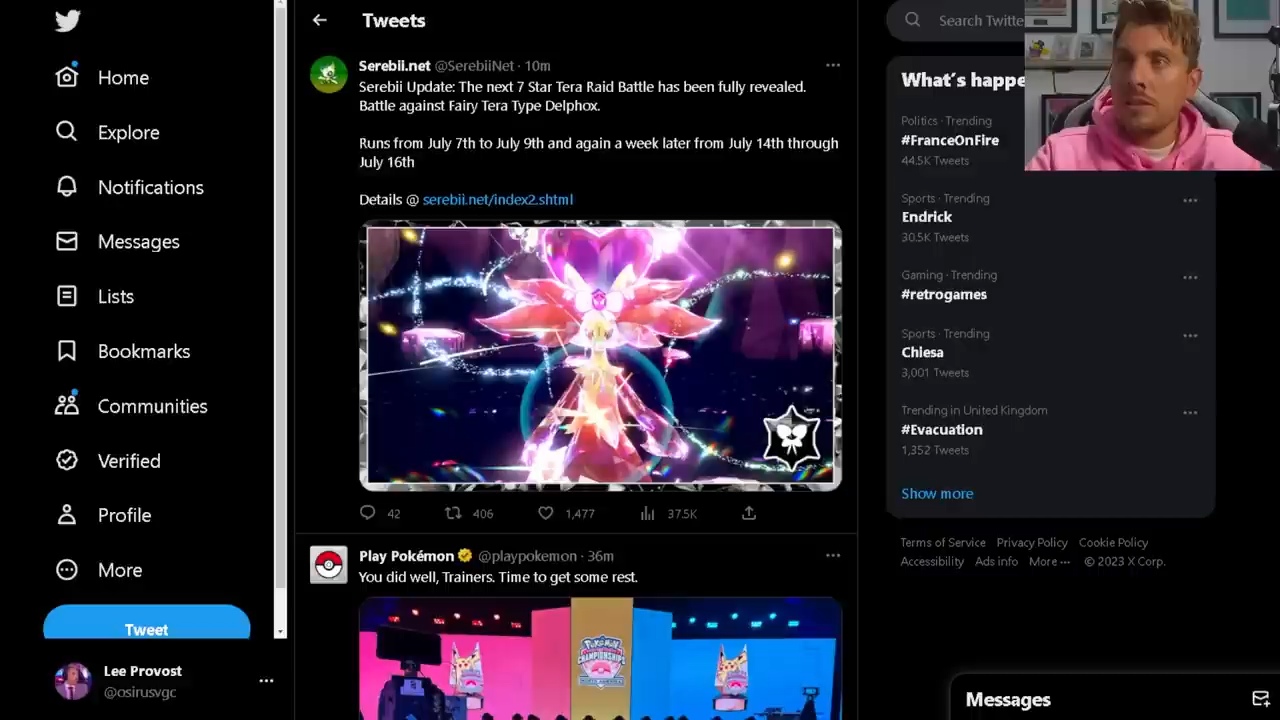 Home
Explore
Notifications
Messages
Lists
Bookmarks
Communities
Verified
Profile
More
Tweet
Lee Provost
@osirusvgc
Tweets
Serebii.net @SerebiiNet · 10m
Serebii Update: The next 7 Star Tera Raid Battle has been fully revealed.
Battle against Fairy Tera Type Delphox.
Runs from July 7th to July 9th and again a week later from July 14th through
July 16th
Details @ serebii.net/index2.shtml
42 406 1,477 37.5K
Play Pokémon @playpokemon · 36m
You did well, Trainers. Time to get some rest.
Pokémon
CHAMPIONSHIPS
Search Twitte
What's happe
Politics · Trending
#FranceOnFire
44.5K Tweets
Sports · Trending
Endrick
30.5K Tweets
Gaming · Trending
#retrogames
Sports · Trending
Chiesa
3,001 Tweets
Trending in United Kingdom
#Evacuation
1,352 Tweets
Show more
Terms of Service Privacy Policy Cookie Policy
Accessibility Ads info More ··· © 2023 X Corp.
Messages